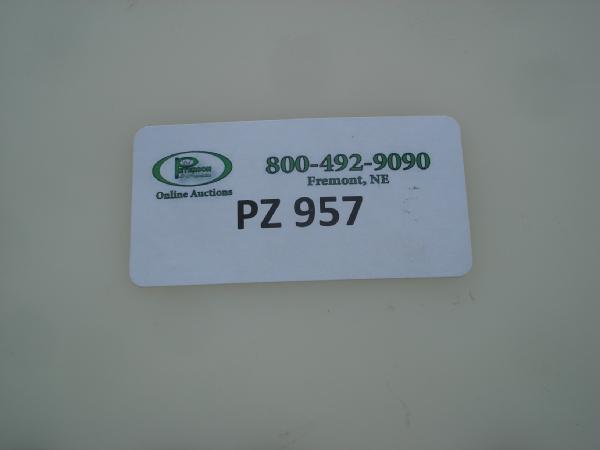 800-492-9090
Fremont, NE
Online Auctions
PZ 957